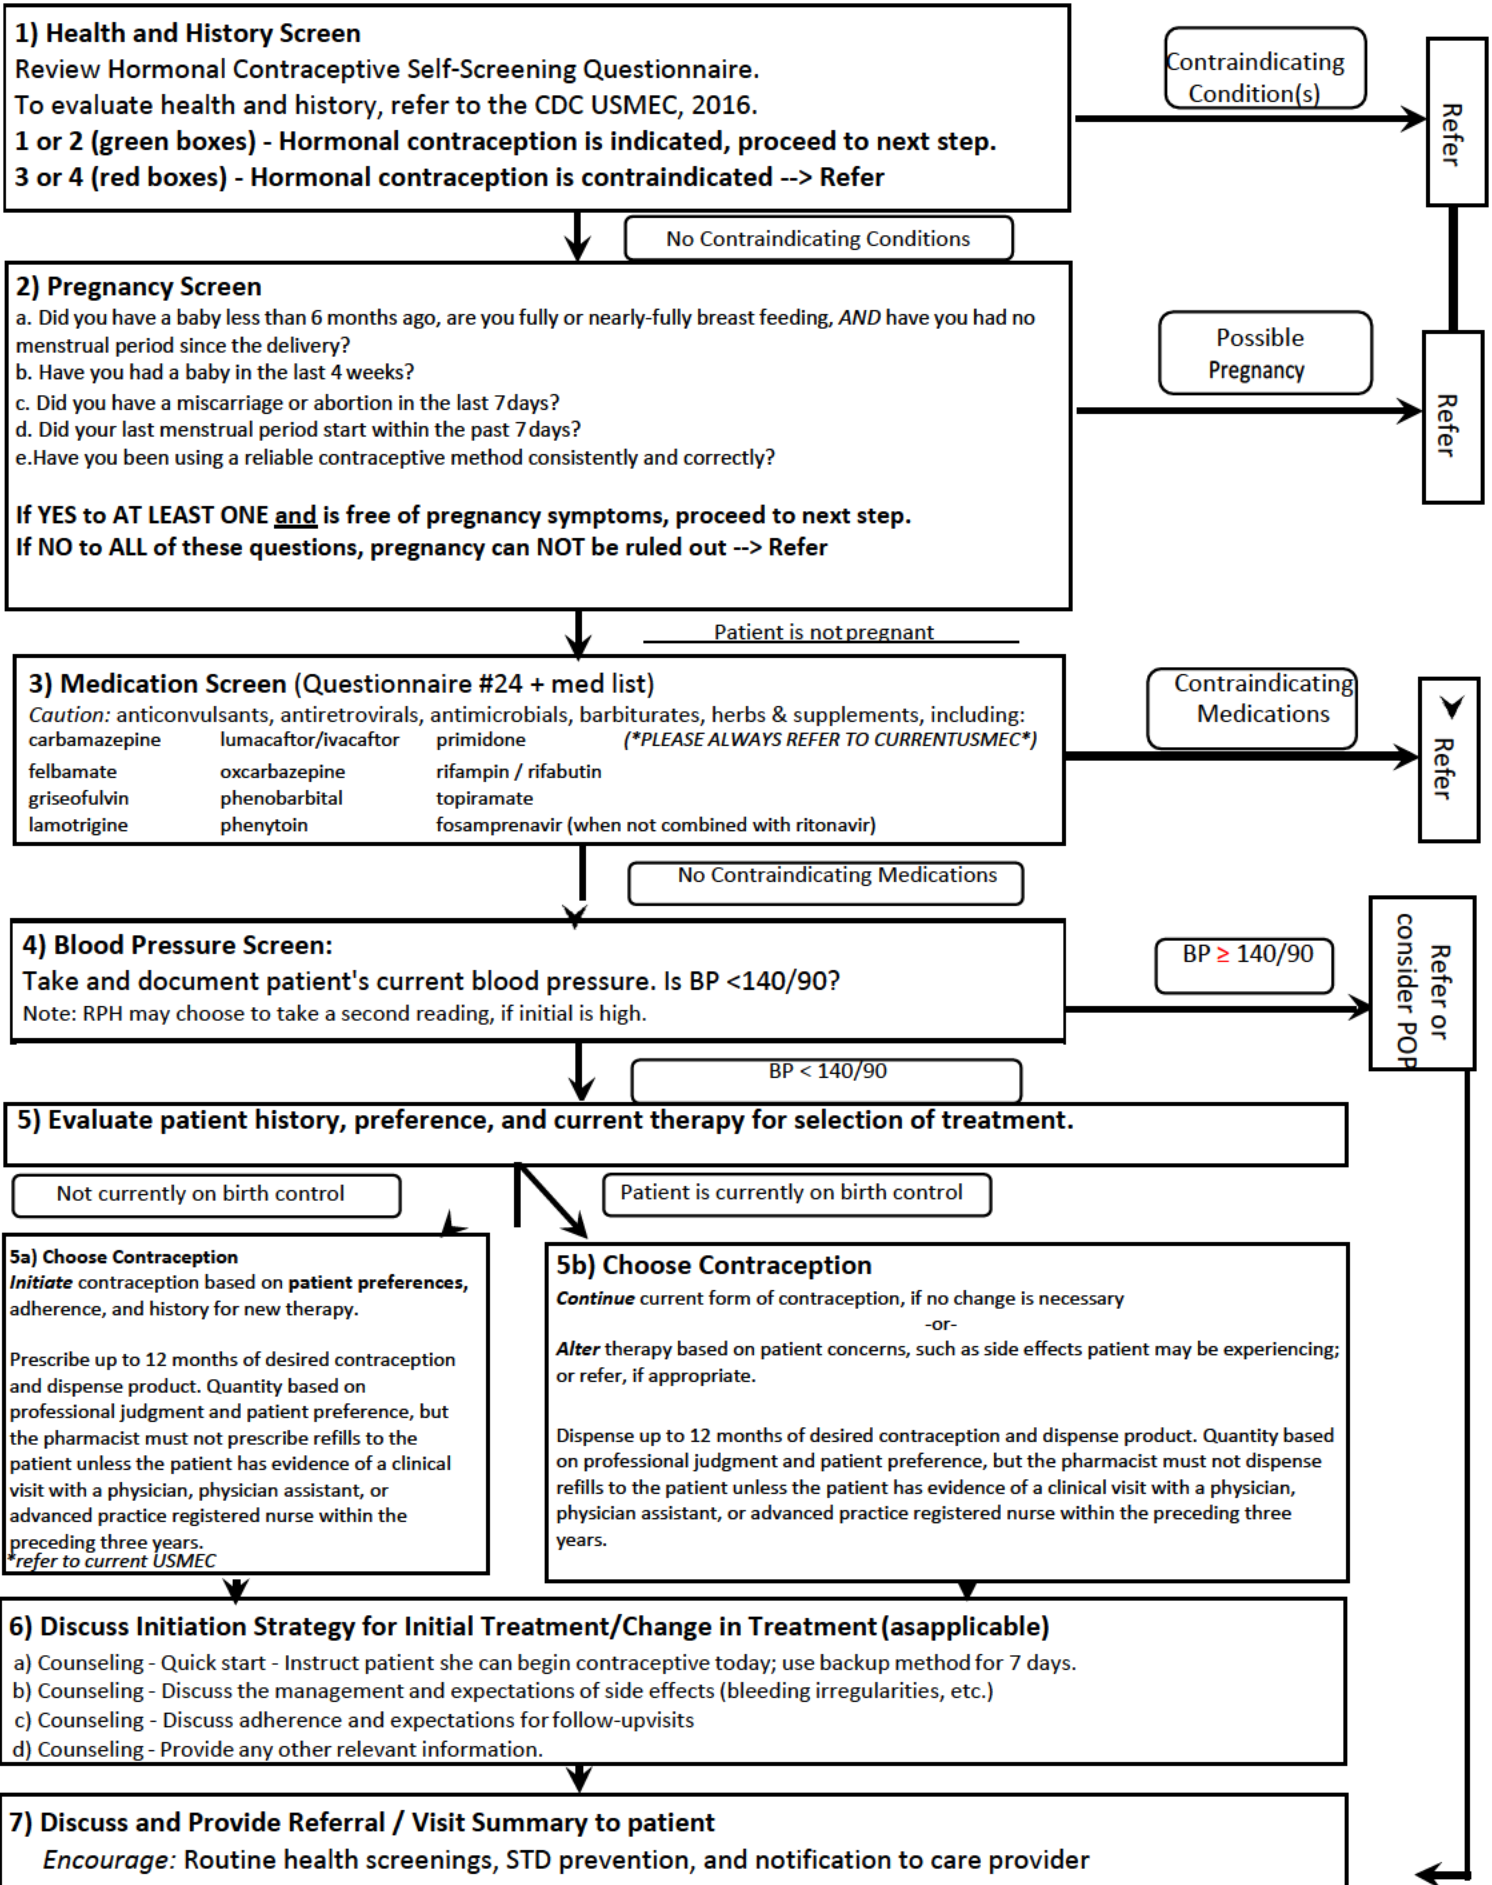 1) Health and History Screen
Review Hormonal Contraceptive Self-Screening Questionnaire.
To evaluate health and history, refer to the CDC USMEC, 2016.
1 or 2 (green boxes) - Hormonal contraception is indicated, proceed to next step.
3 or 4 (red boxes) - Hormonal contraception is contraindicated --> Refer
Contraindicating
Condition(s)
Refer
No Contraindicating Conditions
2) Pregnancy Screen
a. Did you have a baby less than 6 months ago, are you fully or nearly-fully breast feeding, AND have you had no
menstrual period since the delivery?
b. Have you had a baby in the last 4 weeks?
c. Did you have a miscarriage or abortion in the last 7days?
d. Did your last menstrual period start within the past 7days?
e.Have you been using a reliable contraceptive method consistently and correctly?
If YES to AT LEAST ONE and is free of pregnancy symptoms, proceed to next step.
If NO to ALL of these questions, pregnancy can NOT be ruled out --> Refer
Possible
Pregnancy
Refer
Patient is not pregnant
3) Medication Screen (Questionnaire #24 + med list)
Caution: anticonvulsants, antiretrovirals, antimicrobials, barbiturates, herbs & supplements, including:
carbamazepine lumacaftor/ivacaftor primidone (*PLEASE ALWAYS REFER TO CURRENTUSMEC*)
felbamate oxcarbazepine rifampin / rifabutin
griseofulvin phenobarbital topiramate
lamotrigine phenytoin fosamprenavir (when not combined with ritonavir)
Contraindicating
Medications
Refer
No Contraindicating Medications
4) Blood Pressure Screen:
Take and document patient's current blood pressure. Is BP <140/90?
Note: RPH may choose to take a second reading, if initial is high.
BP ≥ 140/90
Refer or
consider POP
BP < 140/90
5) Evaluate patient history, preference, and current therapy for selection of treatment.
Not currently on birth control
Patient is currently on birth control
5a) Choose Contraception
Initiate contraception based on patient preferences,
adherence, and history for new therapy.
Prescribe up to 12 months of desired contraception
and dispense product. Quantity based on
professional judgment and patient preference, but
the pharmacist must not prescribe refills to the
patient unless the patient has evidence of a clinical
visit with a physician, physician assistant, or
advanced practice registered nurse within the
preceding three years.
*refer to current USMEC
5b) Choose Contraception
Continue current form of contraception, if no change is necessary
-or-
Alter therapy based on patient concerns, such as side effects patient may be experiencing;
or refer, if appropriate.
Dispense up to 12 months of desired contraception and dispense product. Quantity based
on professional judgment and patient preference, but the pharmacist must not dispense
refills to the patient unless the patient has evidence of a clinical visit with a physician,
physician assistant, or advanced practice registered nurse within the preceding three
years.
6) Discuss Initiation Strategy for Initial Treatment/Change in Treatment (asapplicable)
a) Counseling - Quick start - Instruct patient she can begin contraceptive today; use backup method for 7 days.
b) Counseling - Discuss the management and expectations of side effects (bleeding irregularities, etc.)
c) Counseling - Discuss adherence and expectations for follow-upvisits
d) Counseling - Provide any other relevant information.
7) Discuss and Provide Referral / Visit Summary to patient
Encourage: Routine health screenings, STD prevention, and notification to care provider